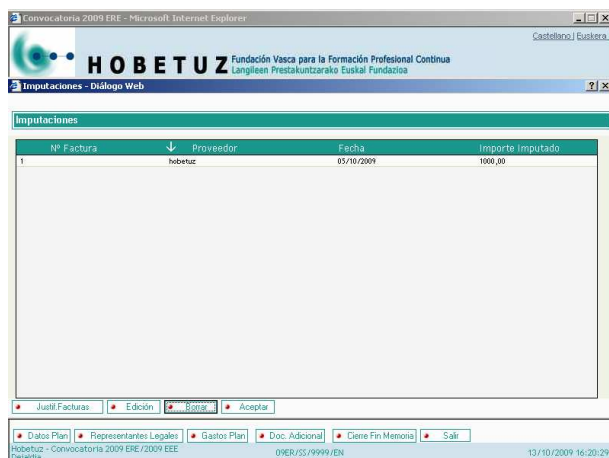 Convocatoria 2009 ERE - Microsoft Internet Explorer
Castellano | Euskera
HOBETUZ Fundación Vasca para la Formación Profesional Continua
Langileen Prestakuntzarako Euskal Fundazioa
Imputaciones - Diálogo Web
Imputaciones
Nº Factura Proveedor Fecha Importe Imputado
1 hobetuz 05/10/2009 1000,00
Justif.Facturas Edición Borrar Aceptar
Datos Plan Representantes Legales Gastos Plan Doc. Adicional Cierre Fin Memoria Salir
Hobetuz - Convocatoria 2009 ERE/2009 EEE
Deialdia 09ER/SS/9999/EN 13/10/2009 16:20:29